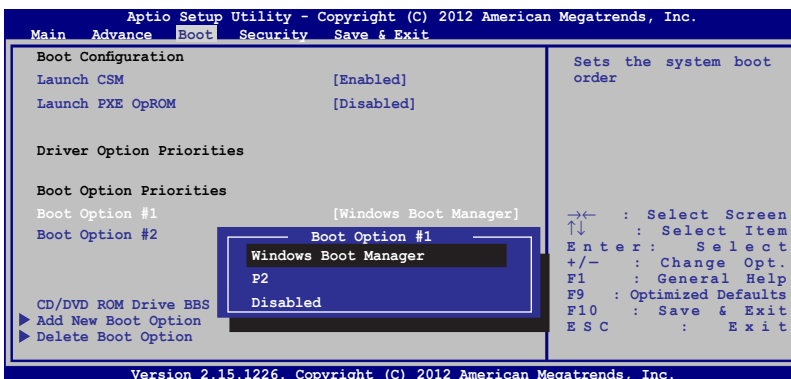 Aptio Setup Utility - Copyright (C) 2012 American Megatrends, Inc.
Main Advance Boot Security Save & Exit
Boot Configuration
Launch CSM [Enabled]
Launch PXE OpROM [Disabled]
Driver Option Priorities
Boot Option Priorities
Boot Option #1 [Windows Boot Manager]
Boot Option #2
CD/DVD ROM Drive BBS
Add New Boot Option
Delete Boot Option
Boot Option #1
Windows Boot Manager
P2
Disabled
Sets the system boot
order
→← : Select Screen
↑↓ : Select Item
Enter: Select
+/— : Change Opt.
F1 : General Help
F9 : Optimized Defaults
F10 : Save & Exit
ESC : Exit
Version 2.15.1226. Copyright (C) 2012 American Megatrends, Inc.